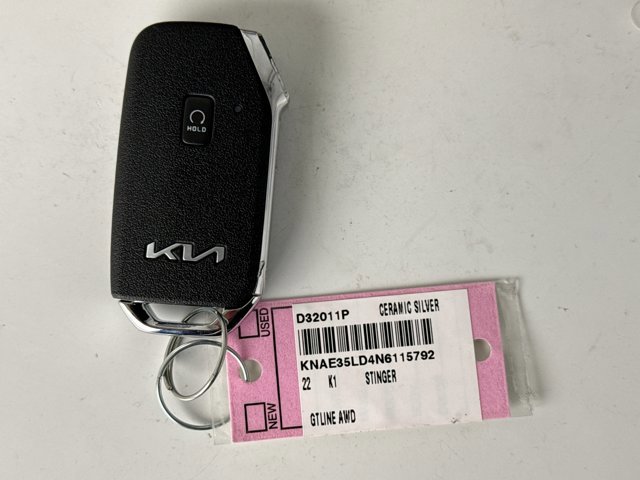 HOLD
KIA
USED
NEW
D32011P CERAMIC SILVER
KNAE35LD4N6115792
22 K1 STINGER
GTLINE AWD